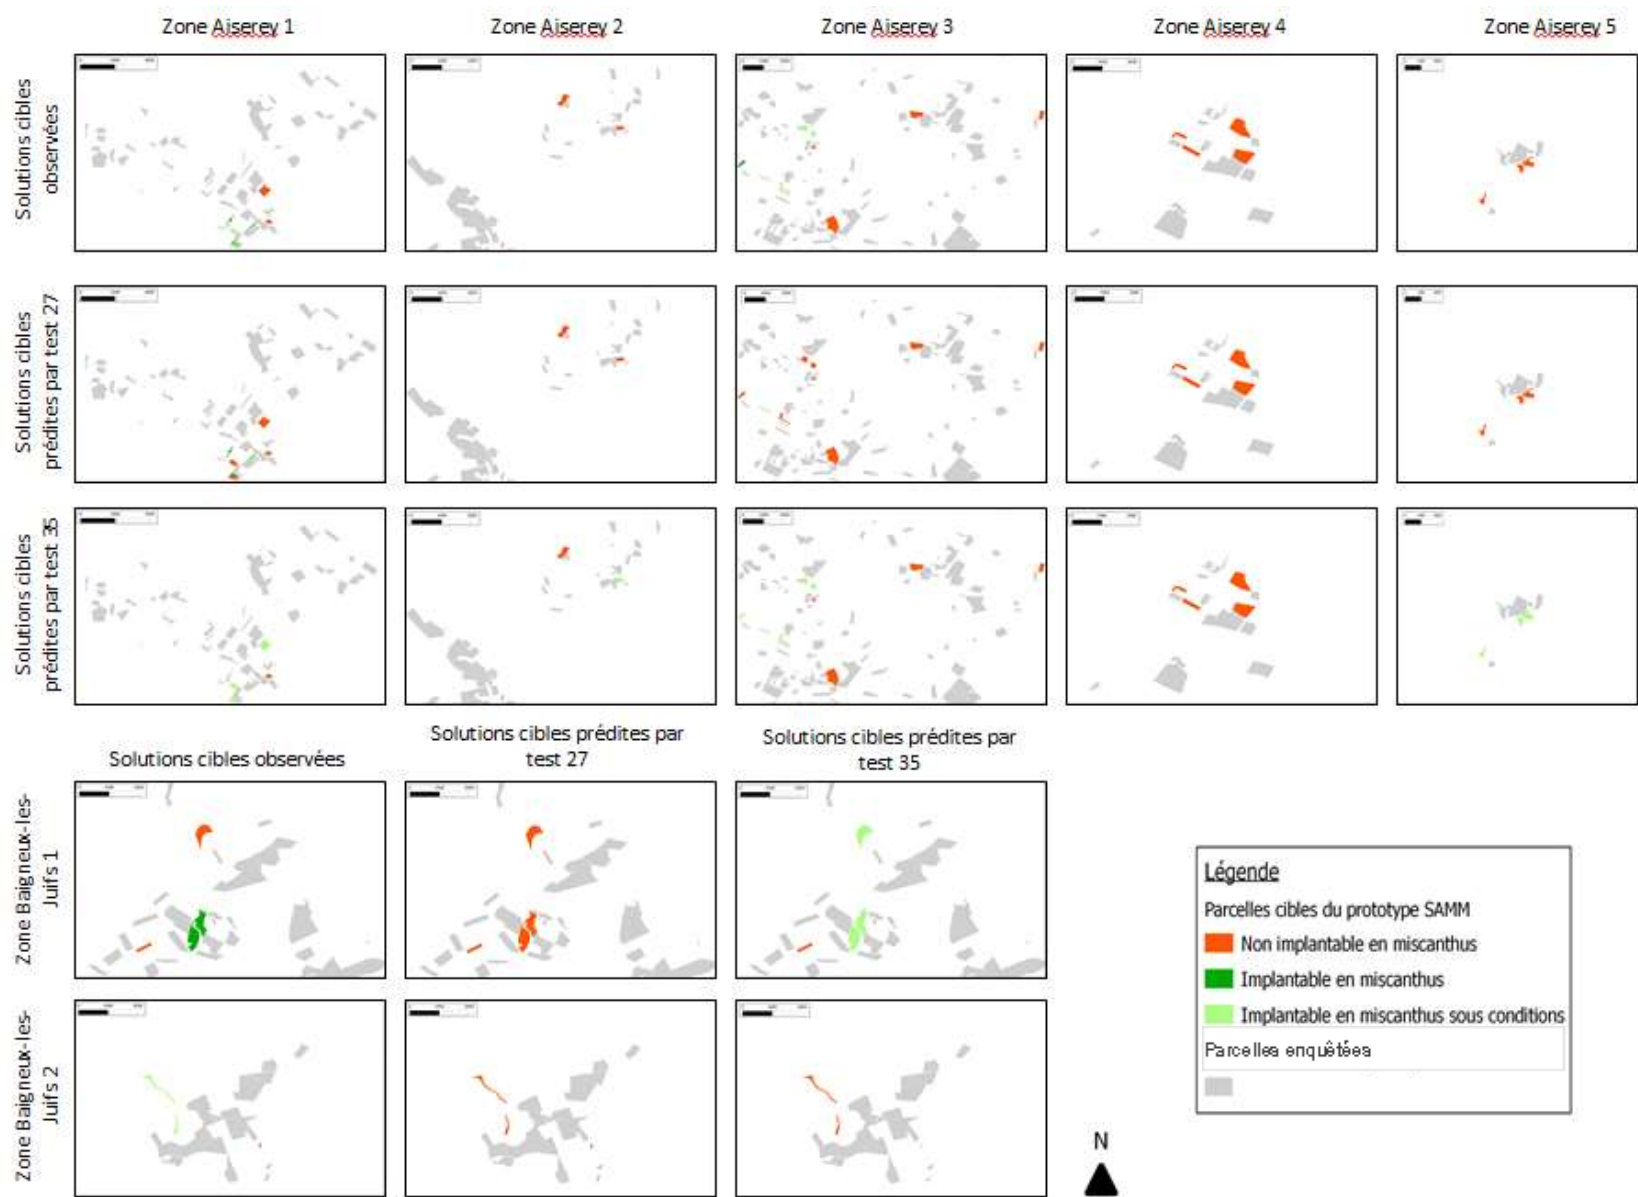 Zone Aiserey 1
Zone Aiserey 2
Zone Aiserey 3
Zone Aiserey 4
Zone Aiserey 5
Solutions cibles
observées
Solutions cibles
prédites par test 27
Solutions cibles
prédites par test 35
Solutions cibles observées
Solutions cibles prédites par
test 27
Solutions cibles prédites par
test 35
Zone Baigneux-les-
Juifs 1
Zone Baigneux-les-
Juifs 2
Légende
Parcelles cibles du prototype SAMM
Non implantable en miscanthus
Implantable en miscanthus
Implantable en miscanthus sous conditions
Parcelles enquêtées
N